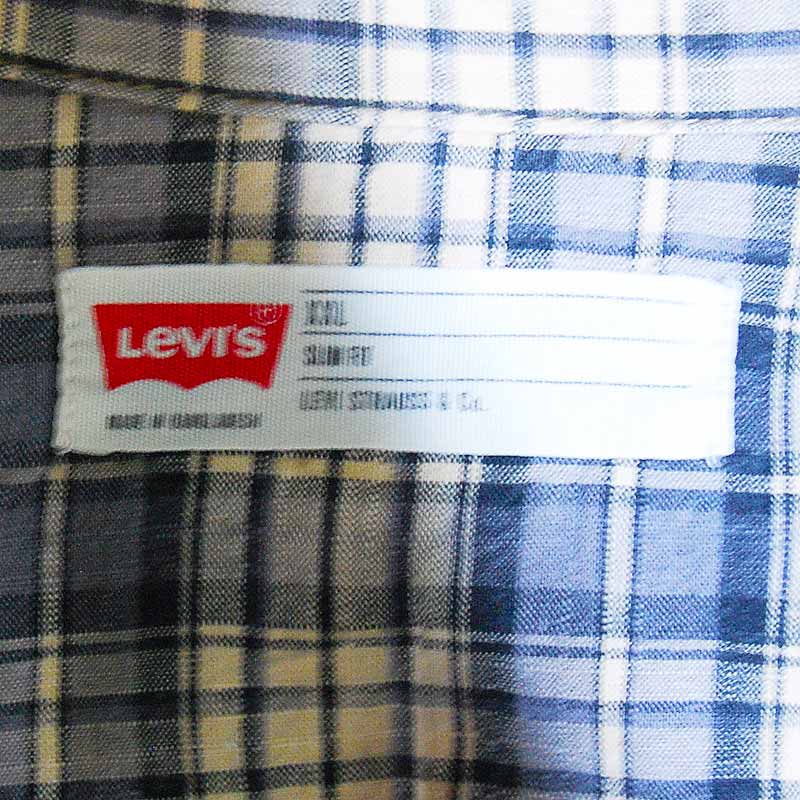 LEVI'S
SLIM FIT
LEVI STRAUSS & Co.
MADE IN BANGLADESH